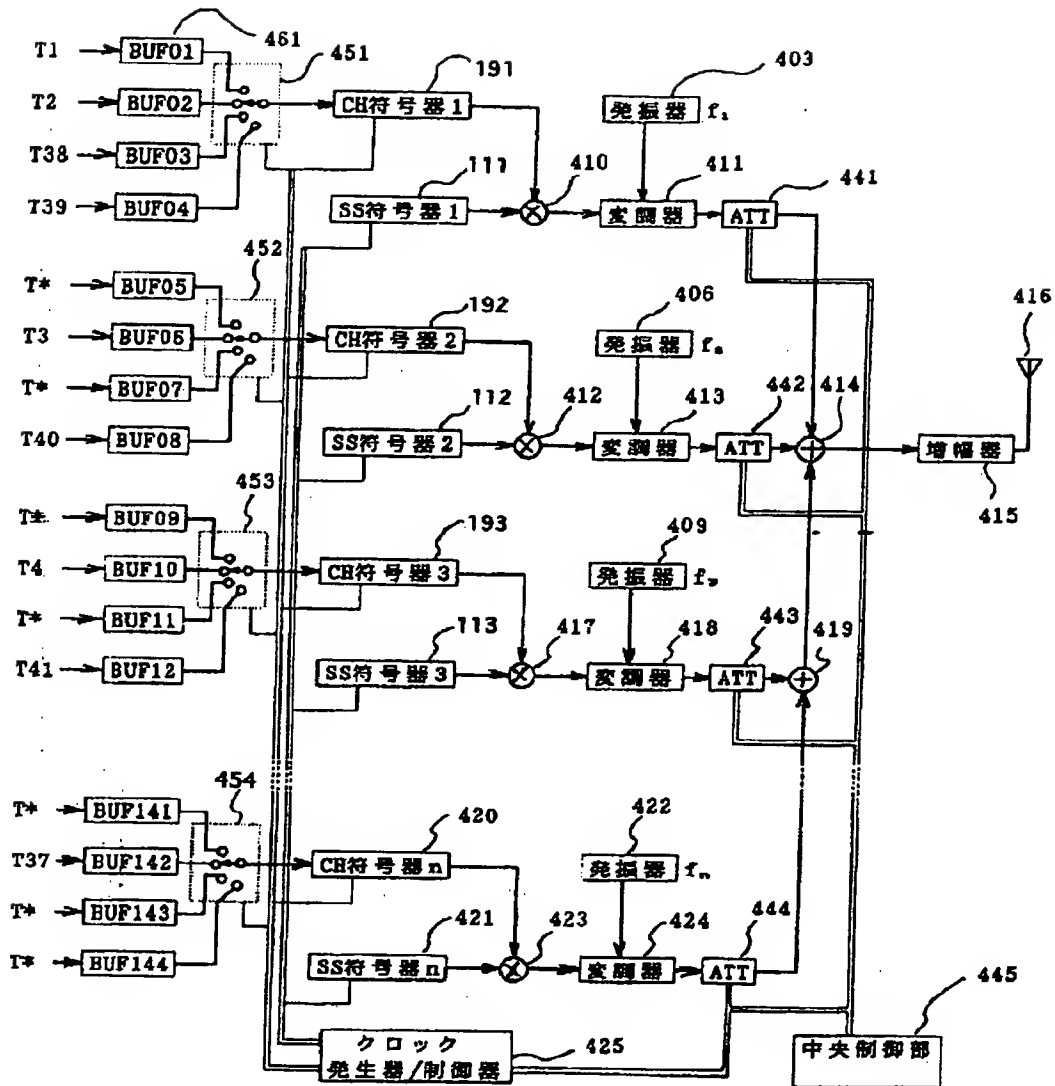 T1 BUF01 461 451
T2 BUF02
T38 BUF03
T39 BUF04
191
CH符号器1
403
発振器 f₁
111
SS符号器1
410
411
変調器
441
ATT
T* BUF05 452
T3 BUF06
T* BUF07
T40 BUF08
192
CH符号器2
406
発振器
112
SS符号器2
412
413
変調器
442
ATT
414
416
増幅器
415
BUF09 453
T4 BUF10
T* BUF11
T41 BUF12
193
CH符号器3
409
発振器
113
SS符号器3
417
418
変調器
443
ATT
419
T* BUF141 454
T37 BUF142
T* BUF143
T* BUF144
420
CH符号器n
422
発振器 fₙ
421
SS符号器n
423
424
変調器
444
ATT
クロック
発生器/制御器
425
445
中央制御部